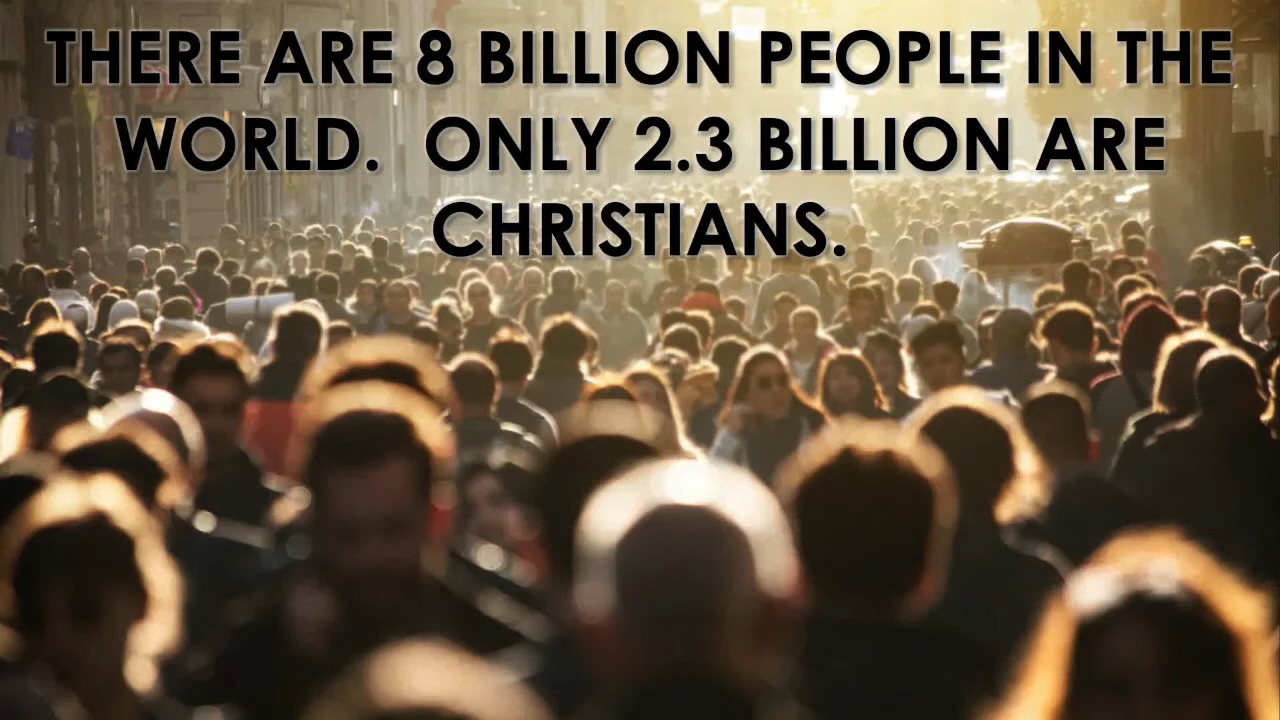 THERE ARE 8 BILLION PEOPLE IN THE
WORLD.  ONLY 2.3 BILLION ARE
CHRISTIANS.